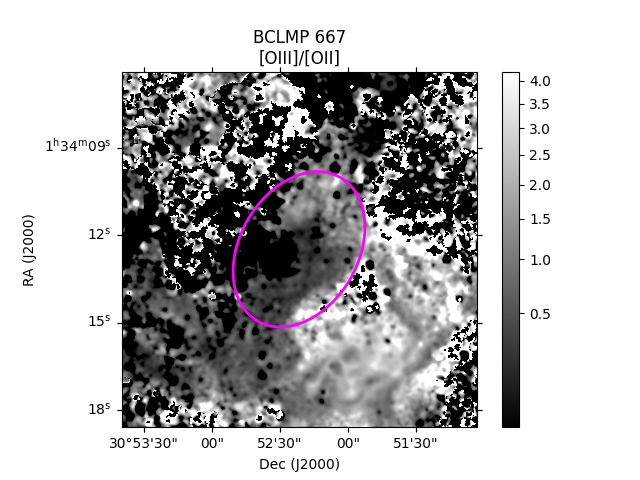 BCLMP 667
[OIII]/[OII]
4.0
3.5
3.0
2.5
2.0
1.5
1.0
0.5
1ʰ34ᵐ09ˢ
12ˢ
15ˢ
18ˢ
RA (J2000)
30°53'30" 00" 52'30" 00" 51'30"
Dec (J2000)